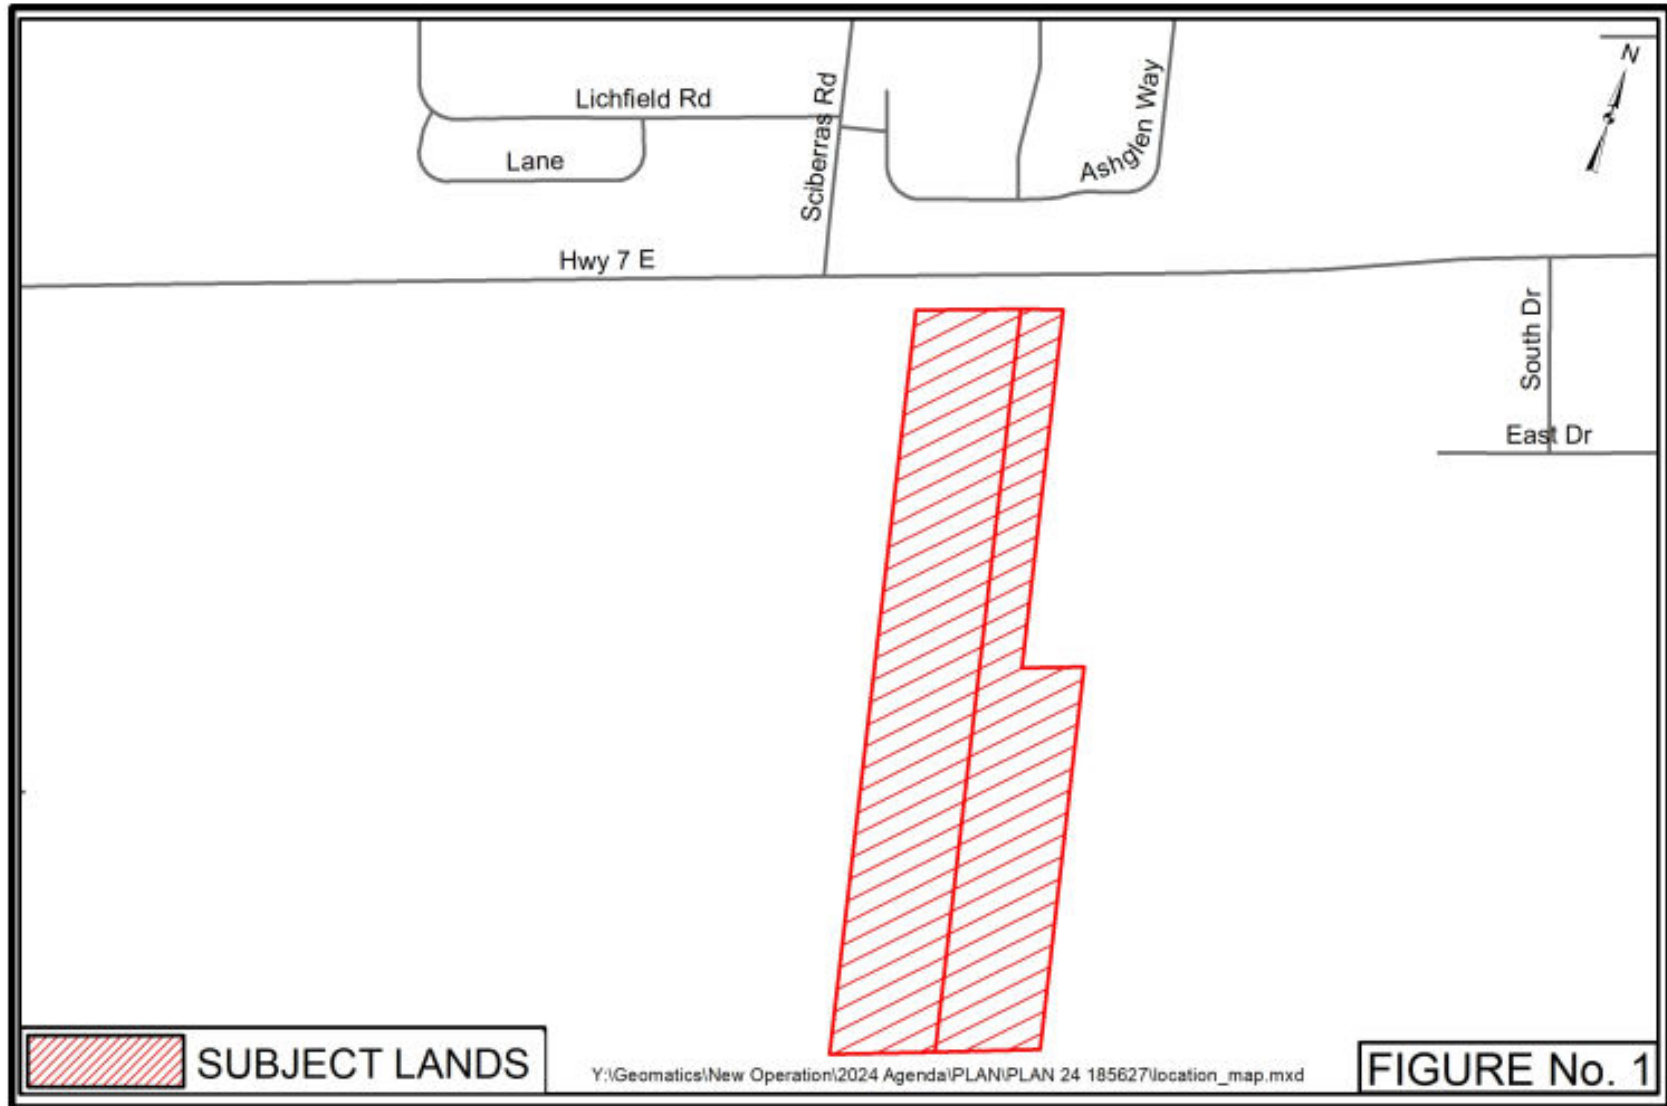 N
Lichfield Rd
Sciberras Rd
Ashglen Way
Lane
Hwy 7 E
South Dr
East Dr
SUBJECT LANDS
Y:\Geomatics\New Operation\2024 Agenda\PLAN\PLAN 24 185627\location_map.mxd
FIGURE No. 1